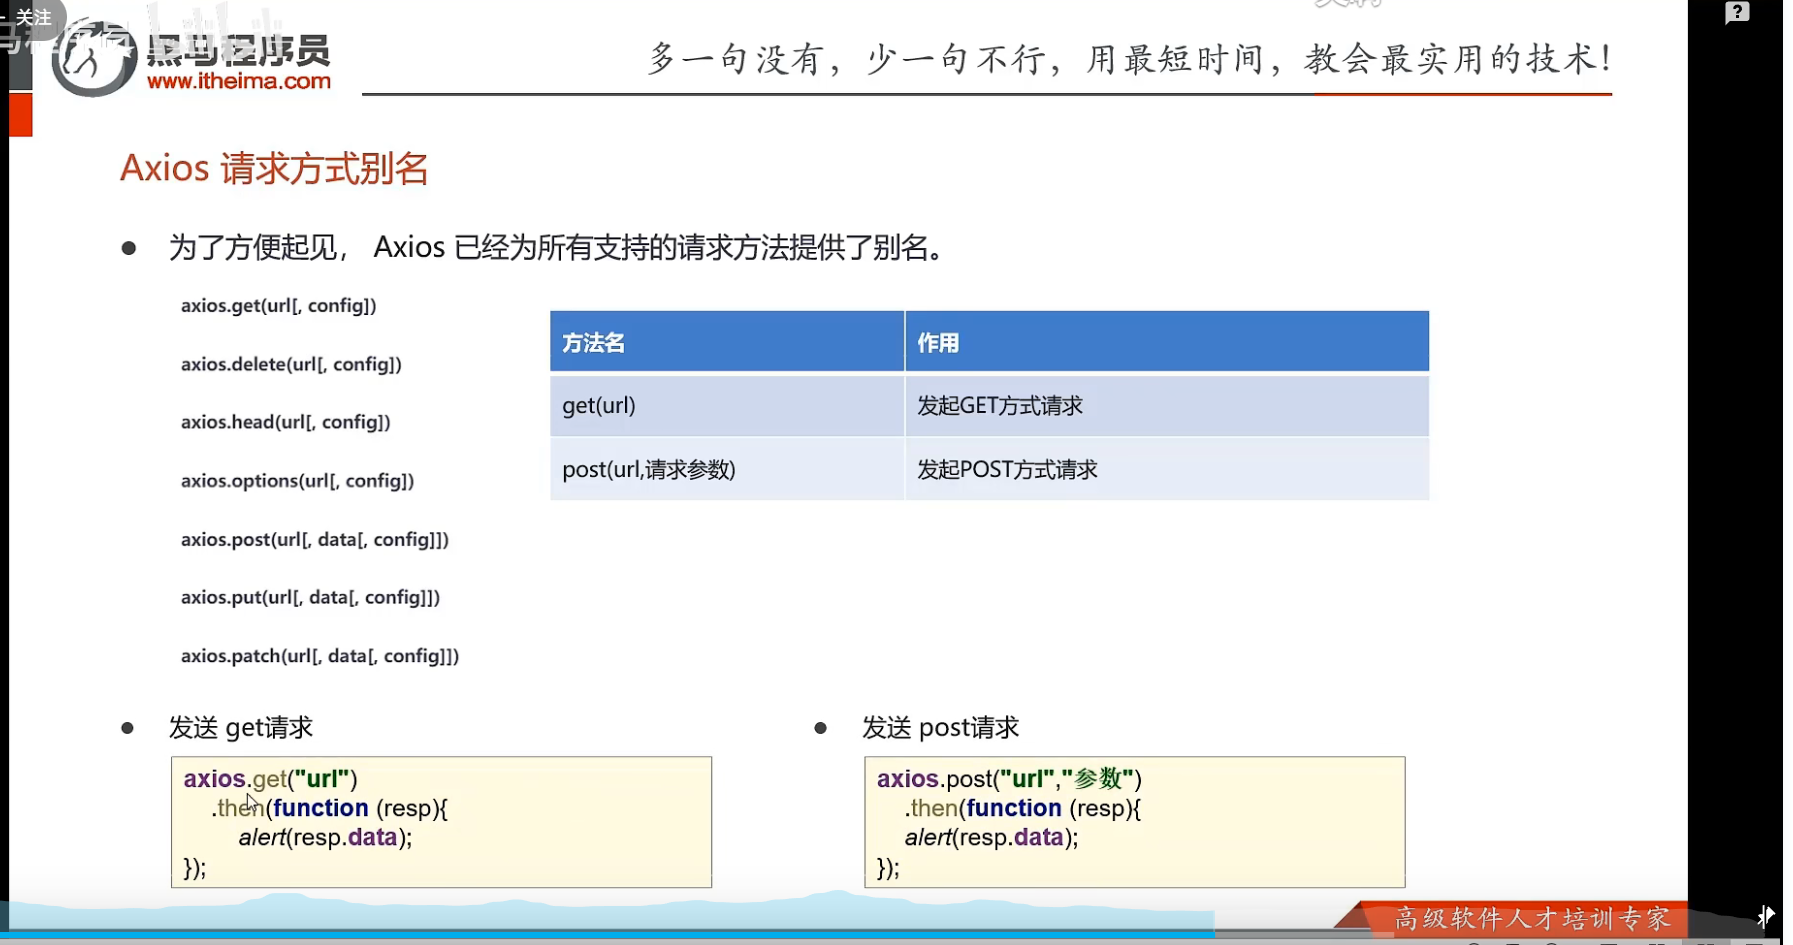 关注
黑马程序员
www.itheima.com
多一句没有，少一句不行，用最短时间，教会最实用的技术！
Axios 请求方式别名
● 为了方便起见， Axios 已经为所有支持的请求方法提供了别名。
axios.get(url[, config])
axios.delete(url[, config])
axios.head(url[, config])
axios.options(url[, config])
axios.post(url[, data[, config]])
axios.put(url[, data[, config]])
axios.patch(url[, data[, config]])
方法名 作用
get(url) 发起GET方式请求
post(url,请求参数) 发起POST方式请求
● 发送 get请求
axios.get("url")
.then(function (resp){
alert(resp.data);
});
● 发送 post请求
axios.post("url","参数")
.then(function (resp){
alert(resp.data);
});
高级软件人才培训专家